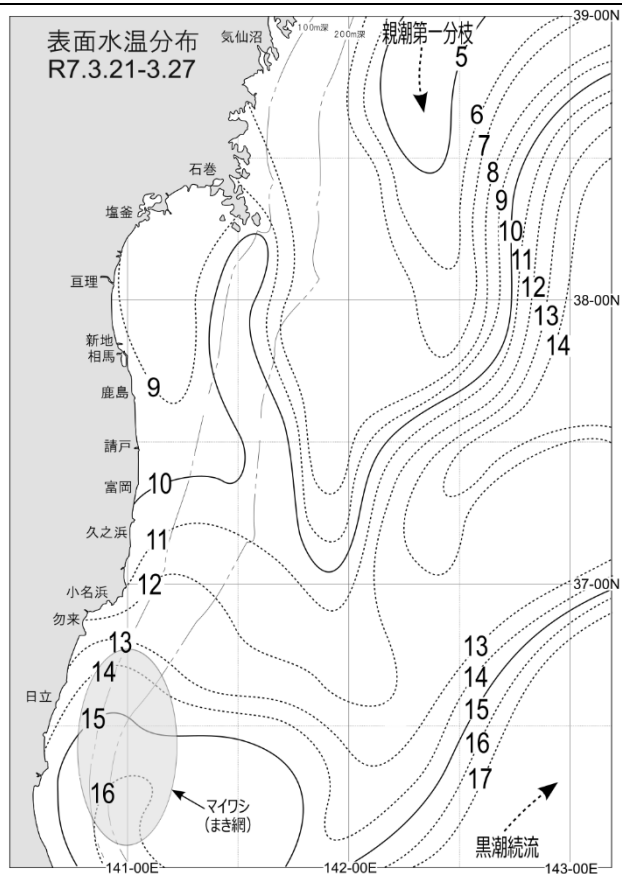 表面水温分布
R7.3.21-3.27
気仙沼
100m深
200m深
親潮第一分枝
39-00N
5
6
7
8
9
10
11
12
13
14
石巻
塩釜
亘理
38-00N
新地
相馬
鹿島
9
請戸
富岡
10
久之浜
11
12
37-00N
小名浜
勿来
13
14
15
16
日立
13
14
15
16
17
マイワシ
(まき網)
黒潮続流
141-00E
142-00E
143-00E